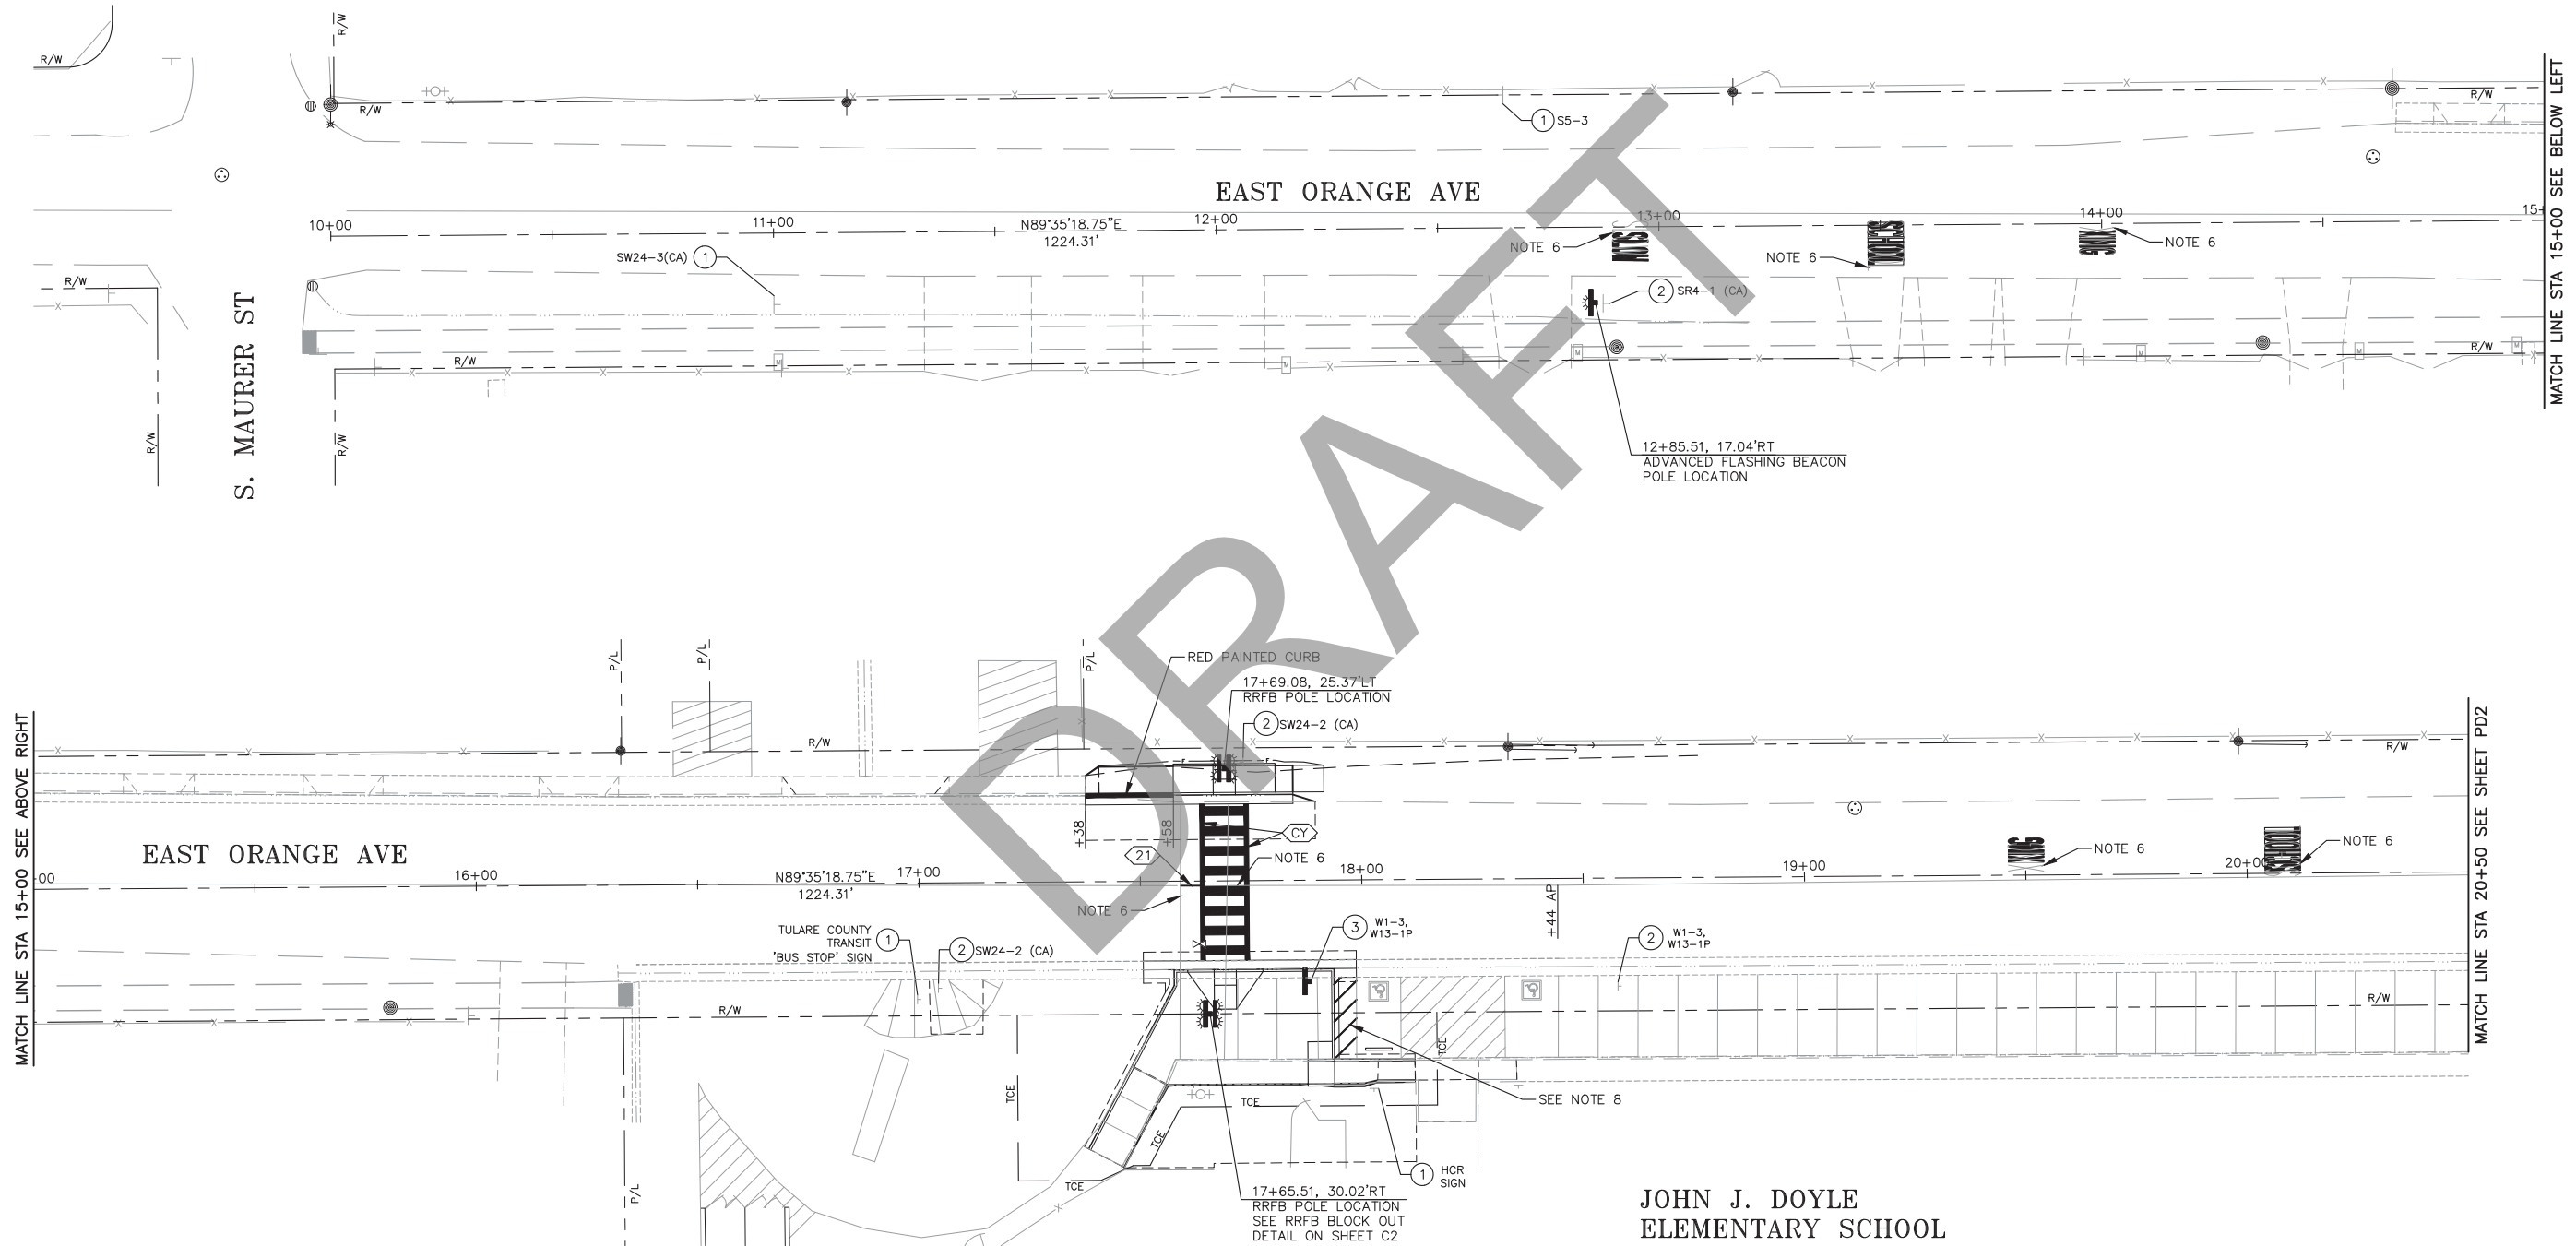 R/W
R/W
R/W
R/W
MATCH LINE STA 15+00 SEE BELOW LEFT
1 S5-3
EAST ORANGE AVE
10+00
11+00
12+00
13+00
14+00
15+
N89°35'18.75"E
1224.31'
SW24-3(CA) 1
NOTE 6
NOTE 6
NOTE 6
SLOW
SCHOOL
XING
R/W
2 SR4-1 (CA)
S. MAURER ST
R/W
M
M
M
M
M
M
R/W
R/W
R/W
12+85.51, 17.04'RT
ADVANCED FLASHING BEACON
POLE LOCATION
DRAFT
P/L
P/L
P/L
RED PAINTED CURB
17+69.08, 25.37'LT
RRFB POLE LOCATION
2 SW24-2 (CA)
MATCH LINE STA 15+00 SEE ABOVE RIGHT
R/W
R/W
MATCH LINE STA 20+50 SEE SHEET PD2
+38
+58
CY
21
NOTE 6
EAST ORANGE AVE
XING
NOTE 6
SCHOOL
NOTE 6
00
16+00
17+00
18+00
19+00
20+00
N89°35'18.75"E
1224.31'
NOTE 6
+44 AP
TULARE COUNTY
TRANSIT
'BUS STOP' SIGN
1
2 SW24-2 (CA)
3 W1-3,
W13-1P
2 W1-3,
W13-1P
R/W
R/W
TCE
TCE
TCE
TCE
TCE
SEE NOTE 8
1 HCR
SIGN
P/L
17+65.51, 30.02'RT
RRFB POLE LOCATION
SEE RRFB BLOCK OUT
DETAIL ON SHEET C2
JOHN J. DOYLE
ELEMENTARY SCHOOL